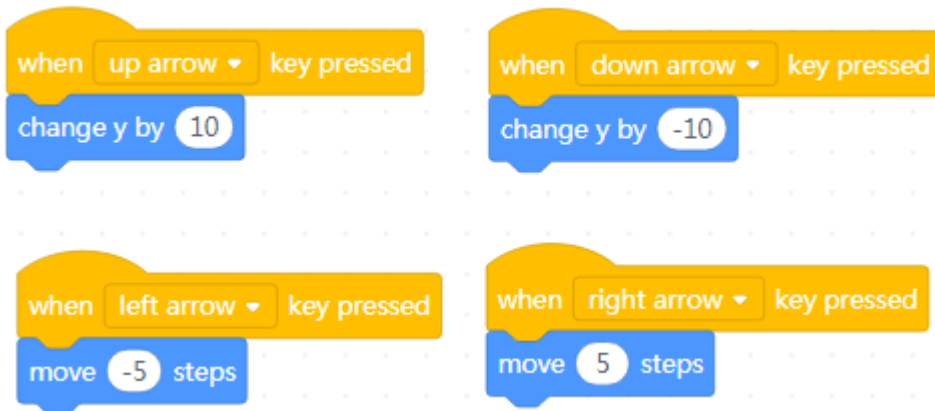 when up arrow key pressed
change y by 10
when down arrow key pressed
change y by -10
when left arrow key pressed
move -5 steps
when right arrow key pressed
move 5 steps